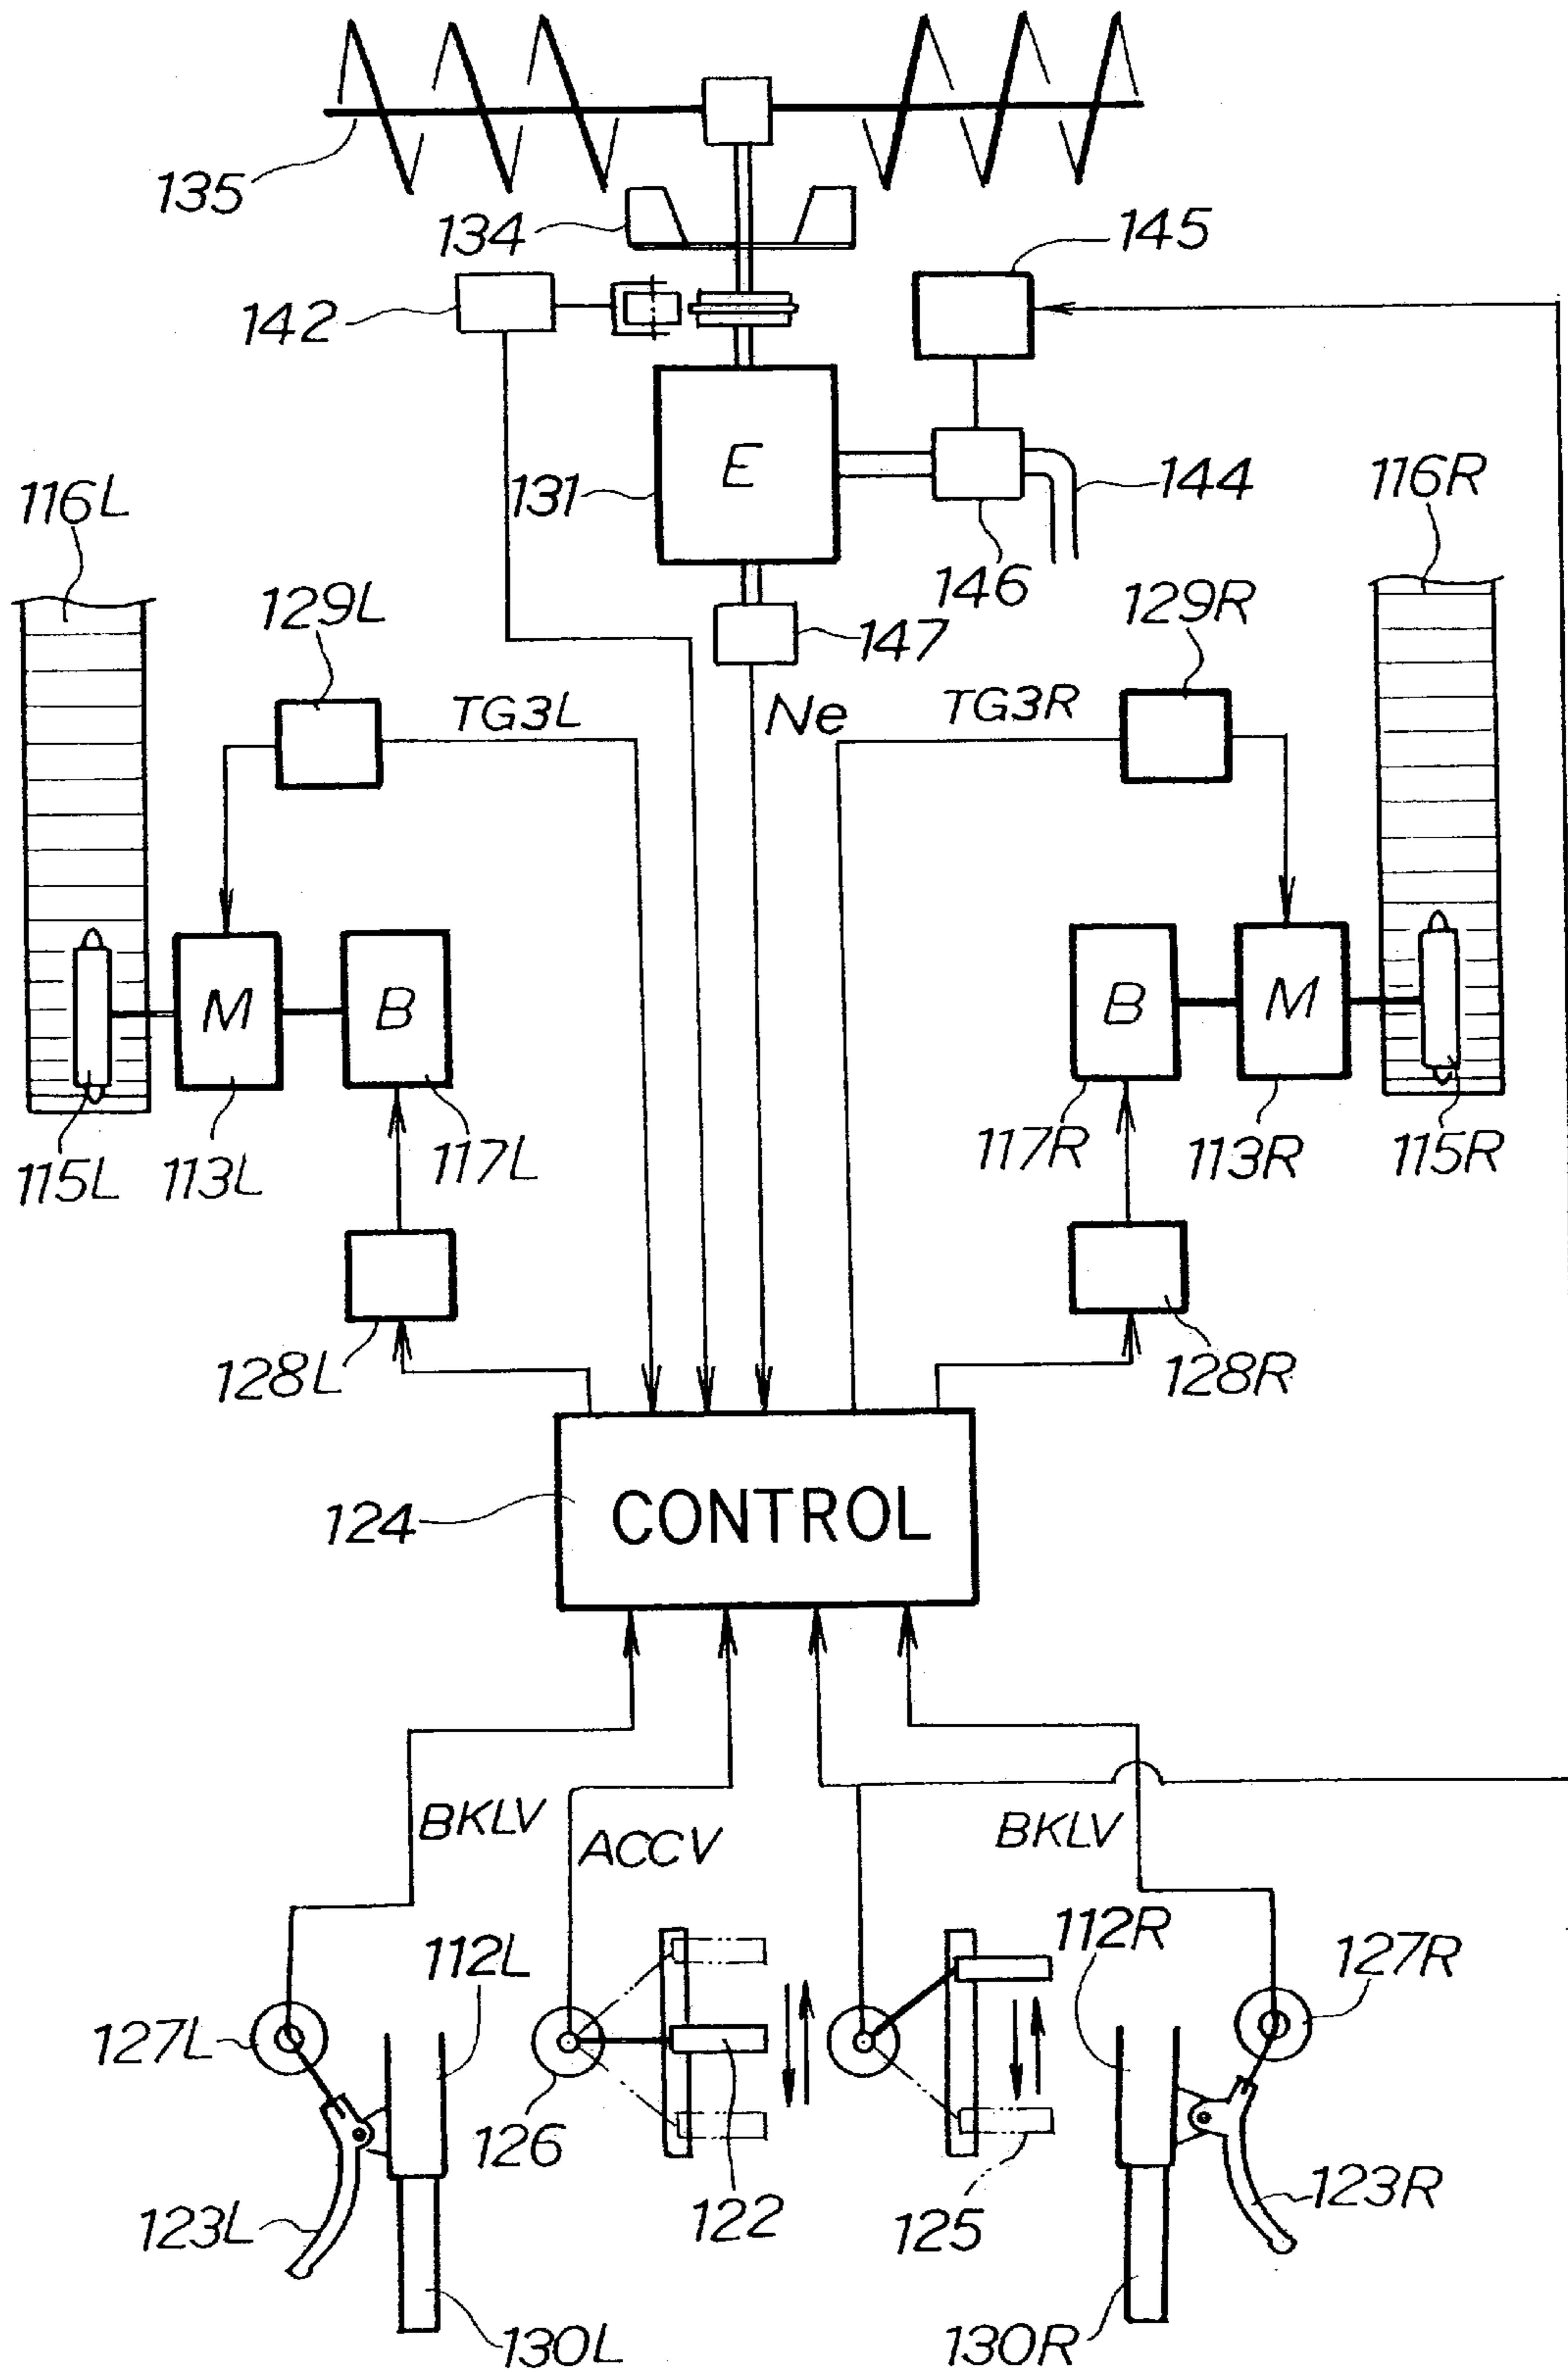 135
134
145
142
E
131
144
116L
116R
146
129L
129R
147
TG3L
Ne
TG3R
M
B
B
M
115L
113L
117L
117R
113R
115R
128L
128R
124
CONTROL
BKLV
ACCV
BKLV
112L
112R
127L
127R
126
123L
122
125
123R
130L
130R